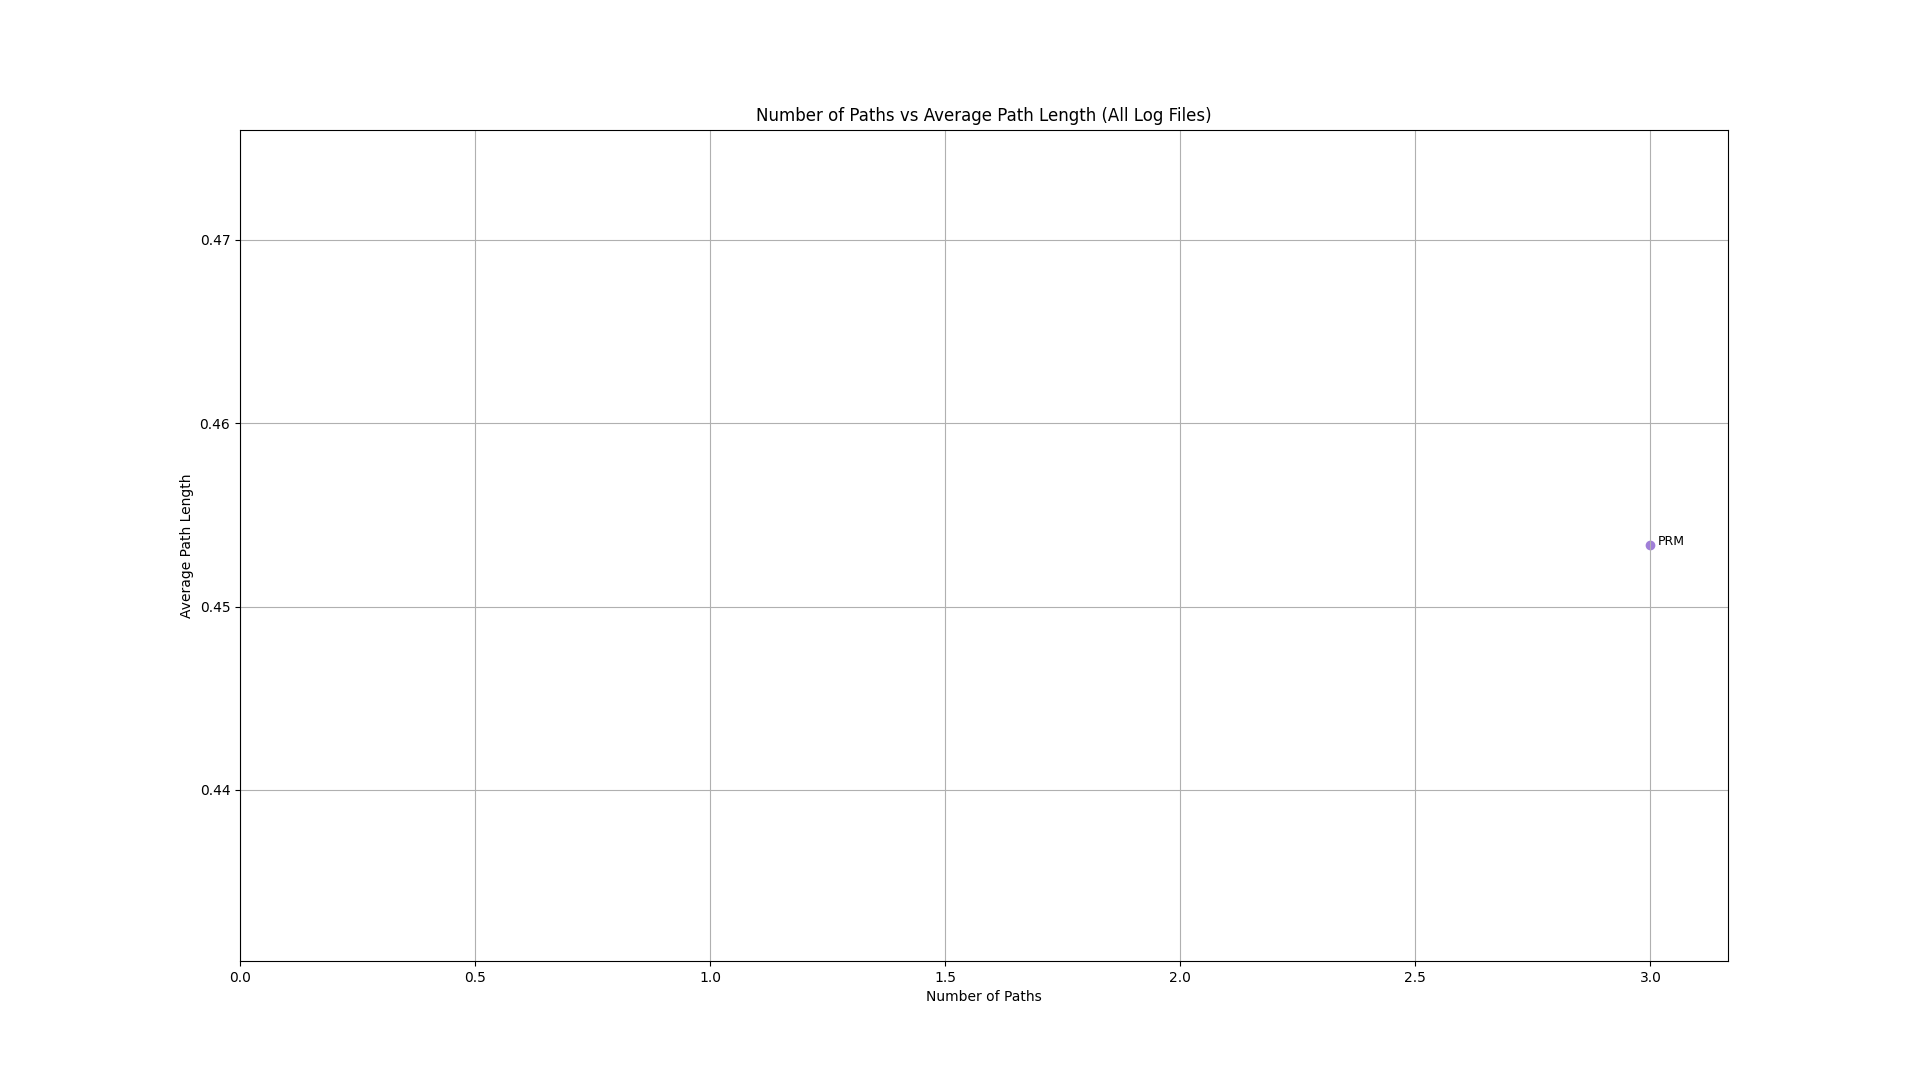 Number of Paths vs Average Path Length (All Log Files)
0.47
0.46
0.45
0.44
Average Path Length
PRM
0.0 0.5 1.0 1.5 2.0 2.5 3.0
Number of Paths